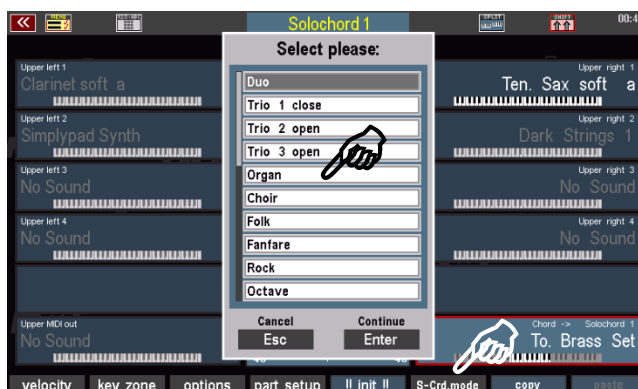 MENU
Solochord 1
SPLIT
SHIFT
00:4
Select please:
Upper left 1
Clarinet soft a
Upper left 2
Simplypad Synth
Upper left 3
No Sound
Upper left 4
No Sound
Upper MIDI out
No Sound
Duo
Trio 1 close
Trio 2 open
Trio 3 open
Organ
Choir
Folk
Fanfare
Rock
Octave
Cancel
Continue
Esc
Enter
Upper right 1
Ten. Sax soft a
Upper right 2
Dark Strings 1
Upper right 3
No Sound
Upper right 4
No Sound
Chord -> Solochord 1
To. Brass Set
velocity
key zone
options
part setup
!! init !!
S-Crd.mode
copy
paste